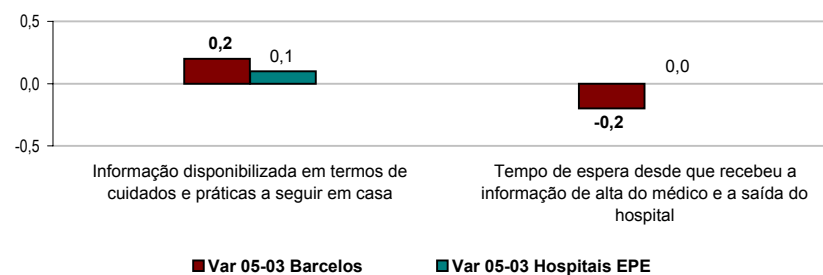 0,5
0,2
0,1
0,0
0,0
-0,2
-0,5
Informação disponibilizada em termos de
cuidados e práticas a seguir em casa
Tempo de espera desde que recebeu a
informação de alta do médico e a saída do
hospital
Var 05-03 Barcelos
Var 05-03 Hospitais EPE